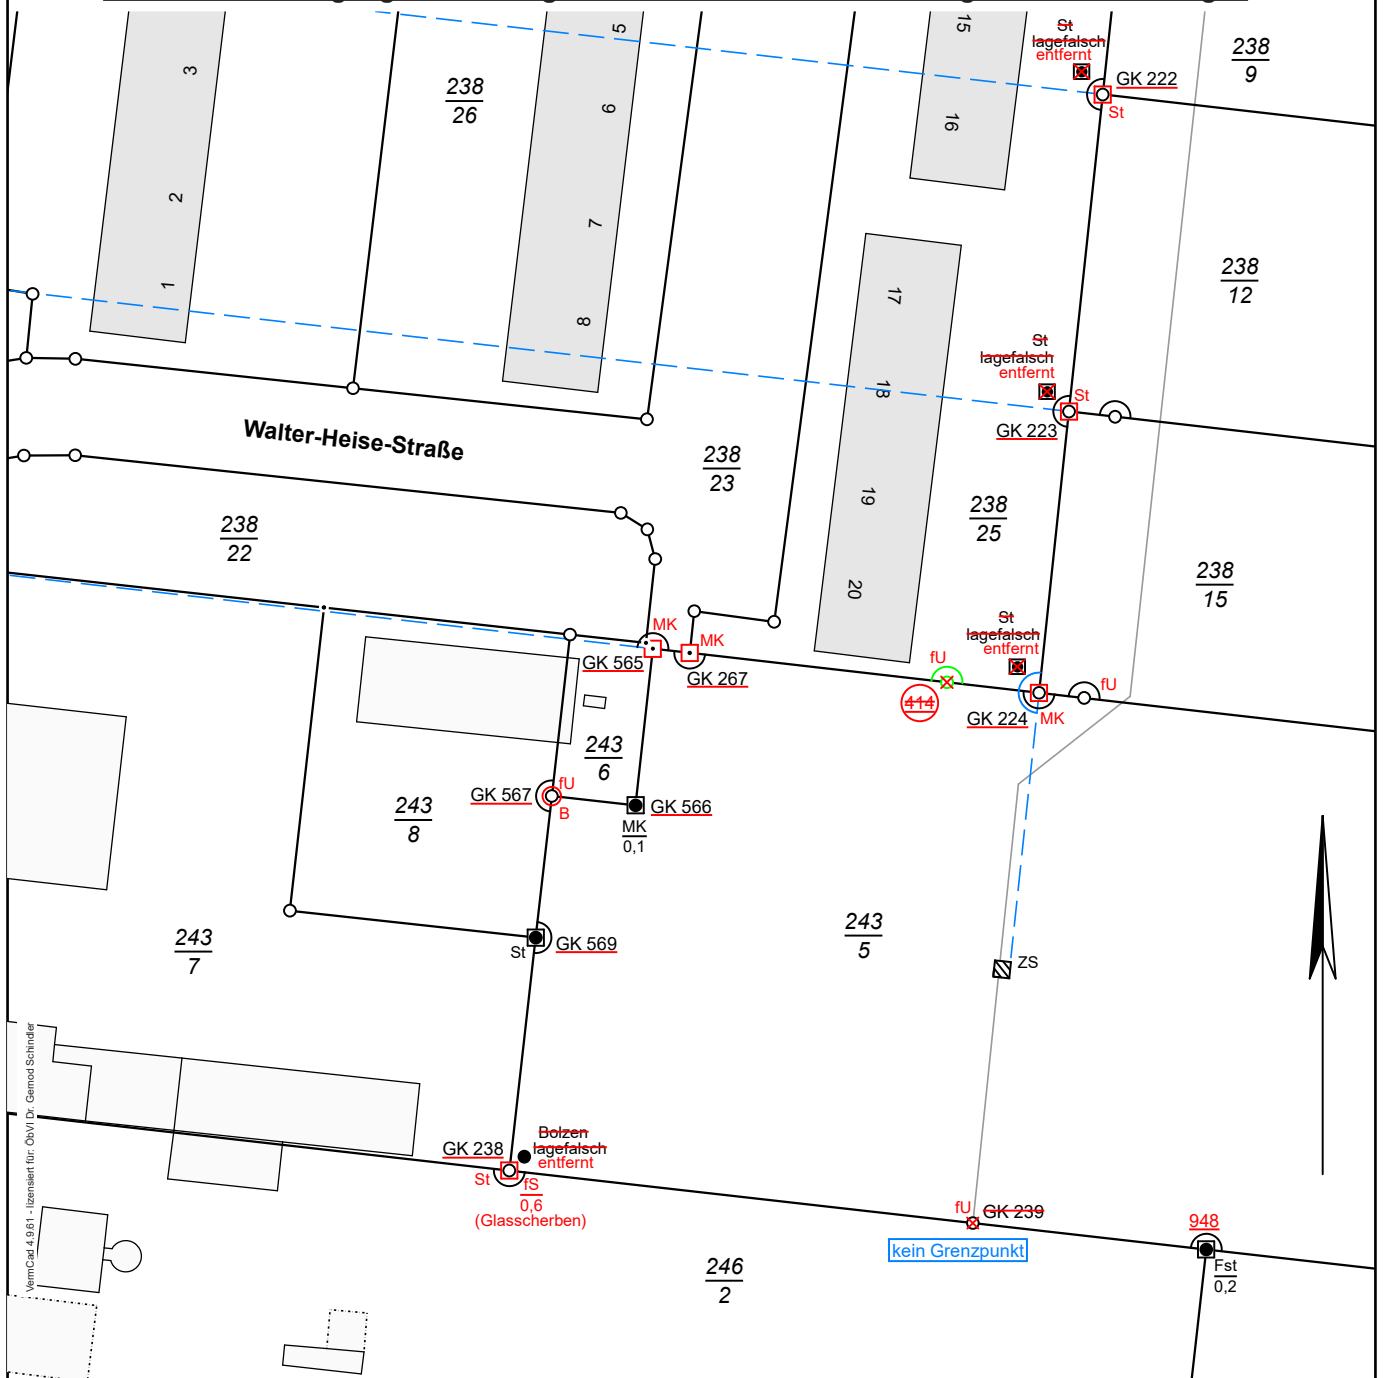 St
lagefalsch
entfernt
238
9
GK 222
St
238
26
3
2
1
5
6
7
8
15
16
238
12
17
18
19
20
St
lagefalsch
entfernt
St
GK 223
Walter-Heise-Straße
238
23
238
25
238
22
238
15
St
lagefalsch
entfernt
MK
MK
GK 565
GK 267
fU
414
fU
GK 224
MK
243
6
GK 567
fU
B
GK 566
MK
0,1
243
8
243
5
243
7
GK 569
St
ZS
VermCad 4.9.61 - lizensiert für: ÖbVI Dr. Gernod Schindler
Bolzen
lagefalsch
entfernt
GK 238
St
fS
0,6
(Glasscherben)
fU
GK 239
kein Grenzpunkt
948
Fst
0,2
246
2